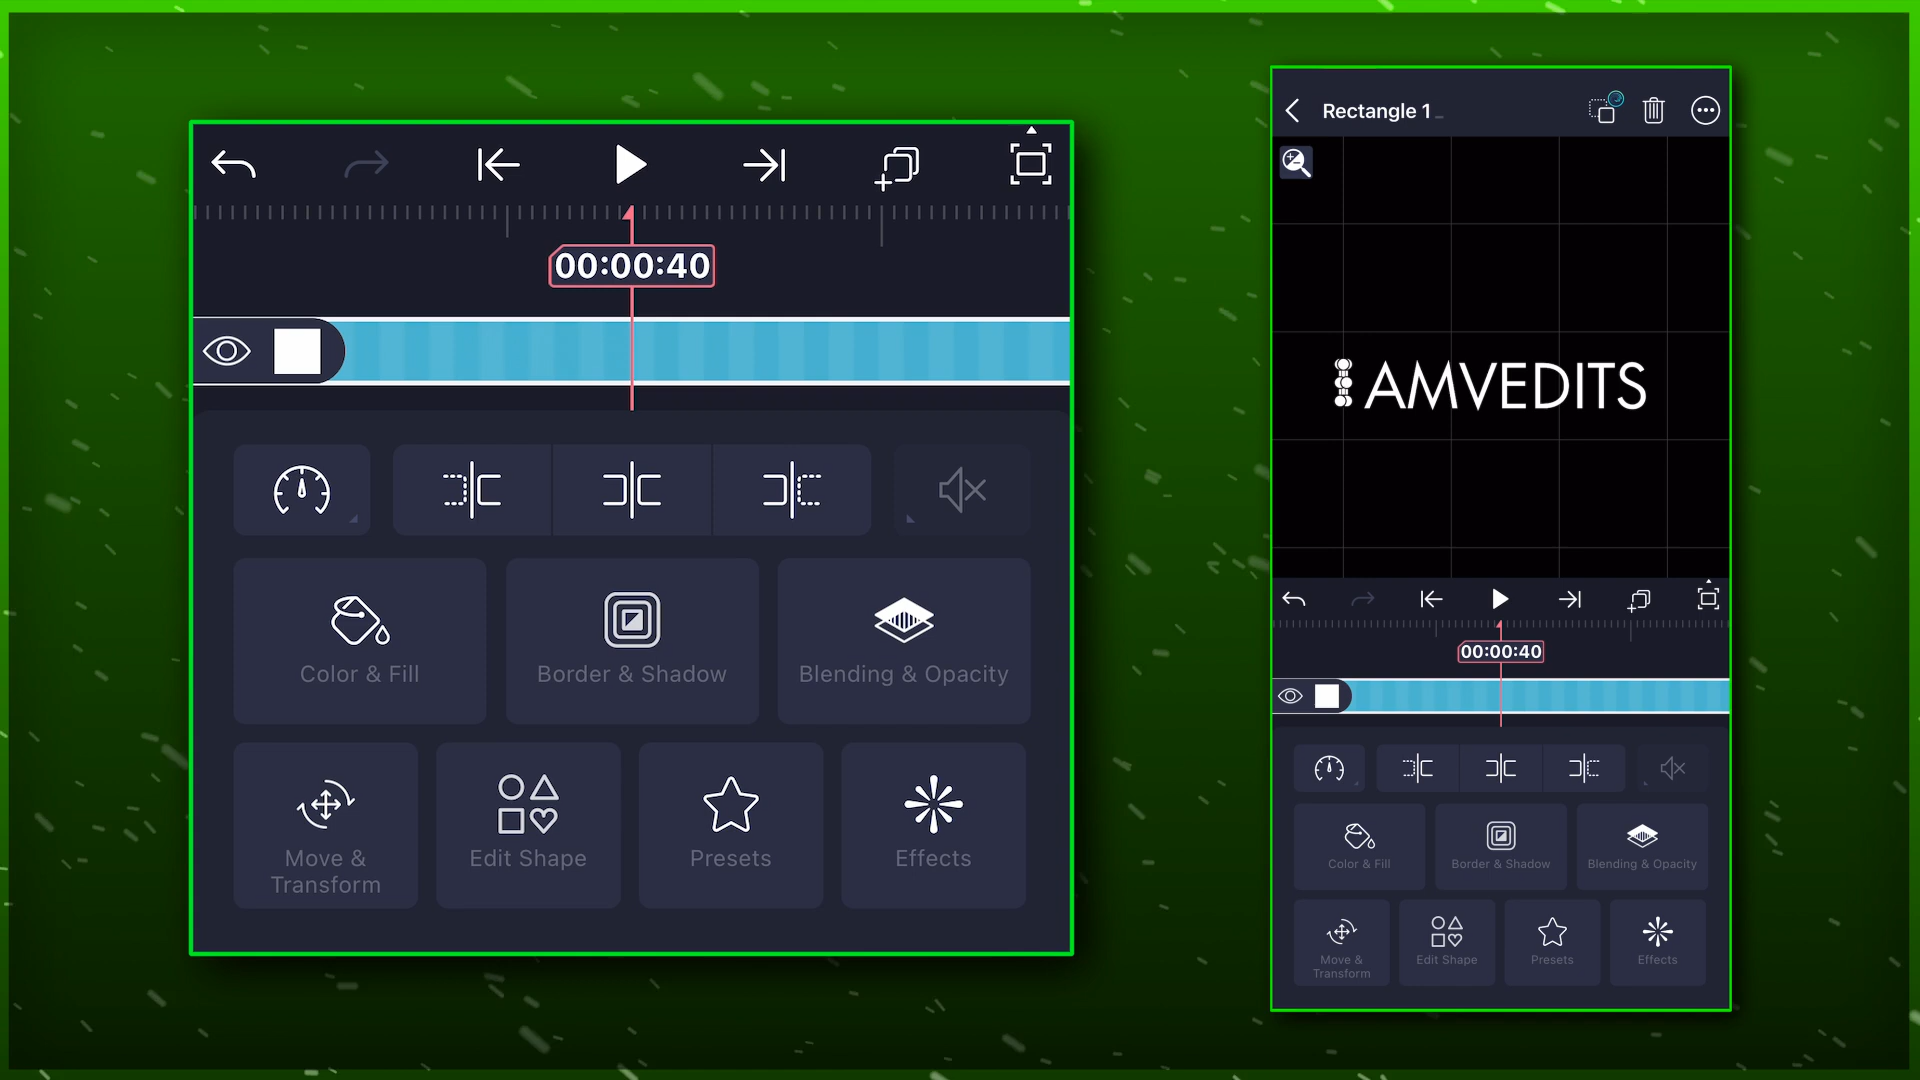 00:00:40
Color & Fill
Border & Shadow
Blending & Opacity
Move &
Transform
Edit Shape
Presets
Effects
Rectangle 1
AMVEDITS
00:00:40
Color & Fill
Border & Shadow
Blending & Opacity
Move &
Transform
Edit Shape
Presets
Effects